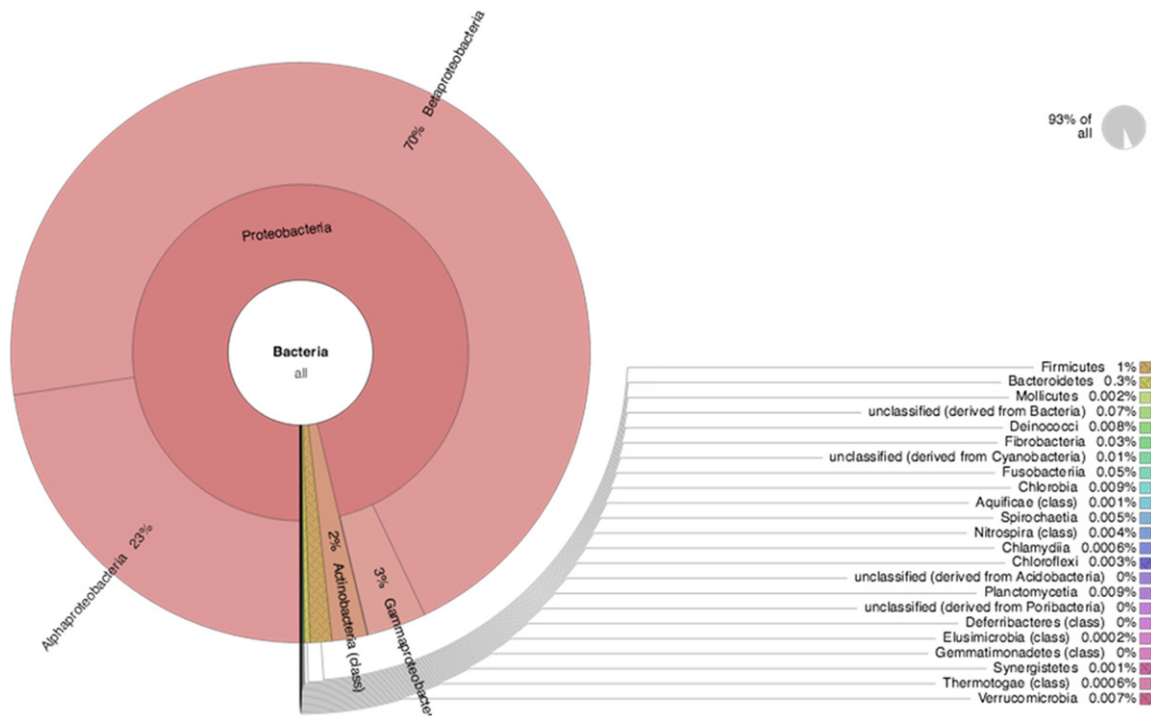 70% Betaproteobacteria
93% of
all
Proteobacteria
Bacteria
all
Alphaproteobacteria 23%
2% Actinobacteria (class)
3% Gammaproteobacter
Firmicutes 1%
Bacteroidetes 0.3%
Mollicutes 0.002%
unclassified (derived from Bacteria) 0.07%
Deinococci 0.008%
Fibrobacteria 0.03%
unclassified (derived from Cyanobacteria) 0.01%
Fusobacteriia 0.05%
Chlorobia 0.009%
Aquificae (class) 0.001%
Spirochaetia 0.005%
Nitrospira (class) 0.004%
Chlamydiia 0.0006%
Chloroflexi 0.003%
unclassified (derived from Acidobacteria) 0%
Planctomycetia 0.009%
unclassified (derived from Poribacteria) 0%
Deferribacteres (class) 0%
Elusimicrobia (class) 0.0002%
Gemmatimonadetes (class) 0%
Synergistetes 0.001%
Thermotogae (class) 0.0006%
Verrucomicrobia 0.007%